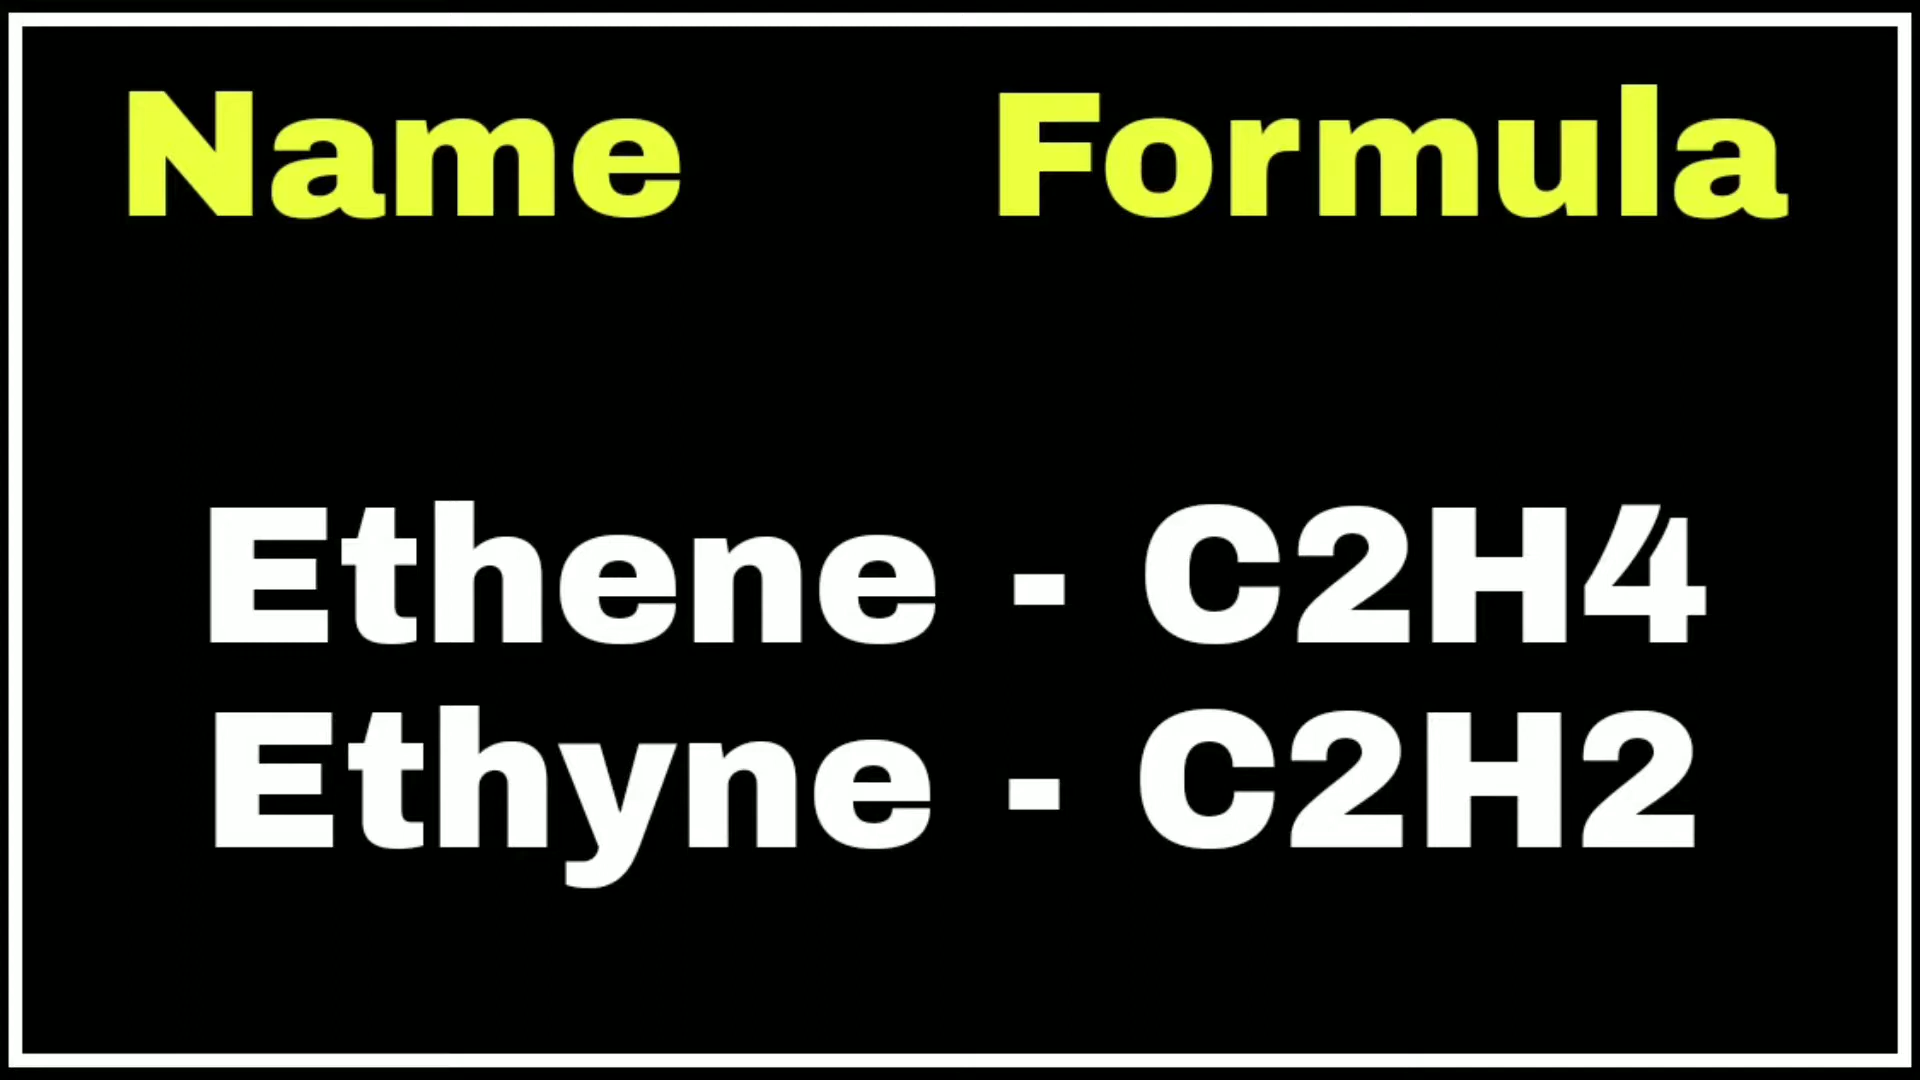 Name Formula
Ethene - C2H4
Ethyne - C2H2